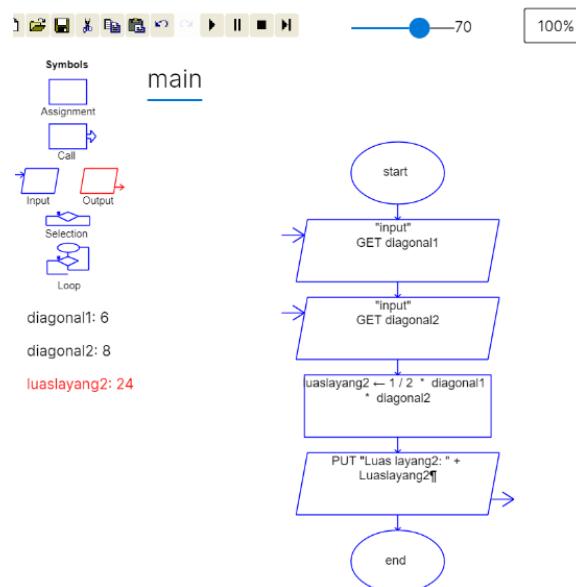 70
100%
Symbols
main
Assignment
Call
Input
Output
Selection
Loop
diagonal1: 6
diagonal2: 8
luaslayang2: 24
start
"input"
GET diagonal1
"input"
GET diagonal2
uaslayang2 ← 1 / 2 * diagonal1
* diagonal2
PUT "Luas layang2: " +
Luaslayang2¶
end